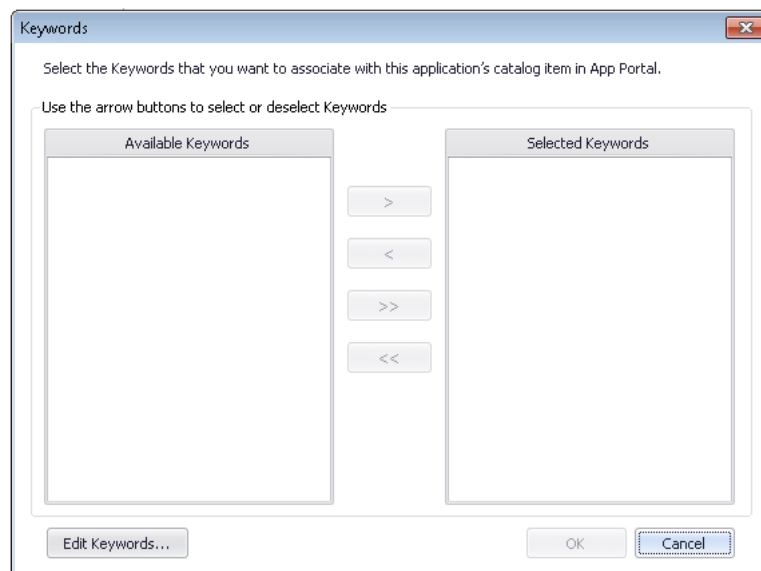 Keywords
Select the Keywords that you want to associate with this application's catalog item in App Portal.
Use the arrow buttons to select or deselect Keywords
Available Keywords
Selected Keywords
>
<
>>
<<
Edit Keywords...
OK
Cancel